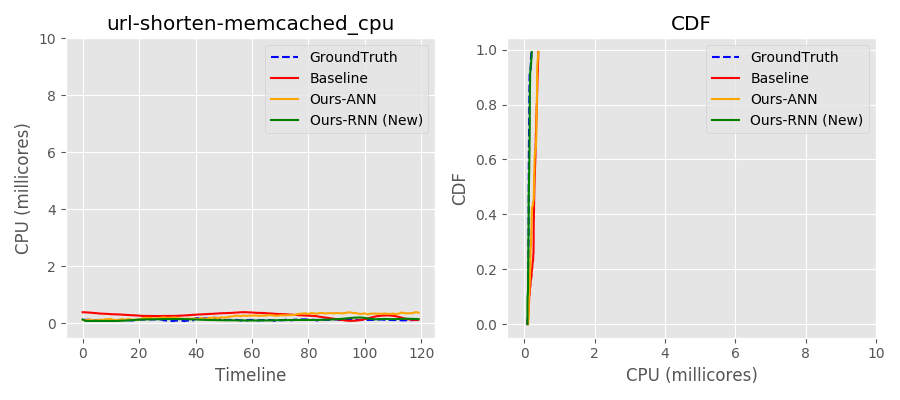 url-shorten-memcached_cpu
CPU (millicores)
10
8
6
4
2
0
0 20 40 60 80 100 120
Timeline
GroundTruth
Baseline
Ours-ANN
Ours-RNN (New)
CDF
CDF
1.0
0.8
0.6
0.4
0.2
0.0
0 2 4 6 8 10
CPU (millicores)
GroundTruth
Baseline
Ours-ANN
Ours-RNN (New)